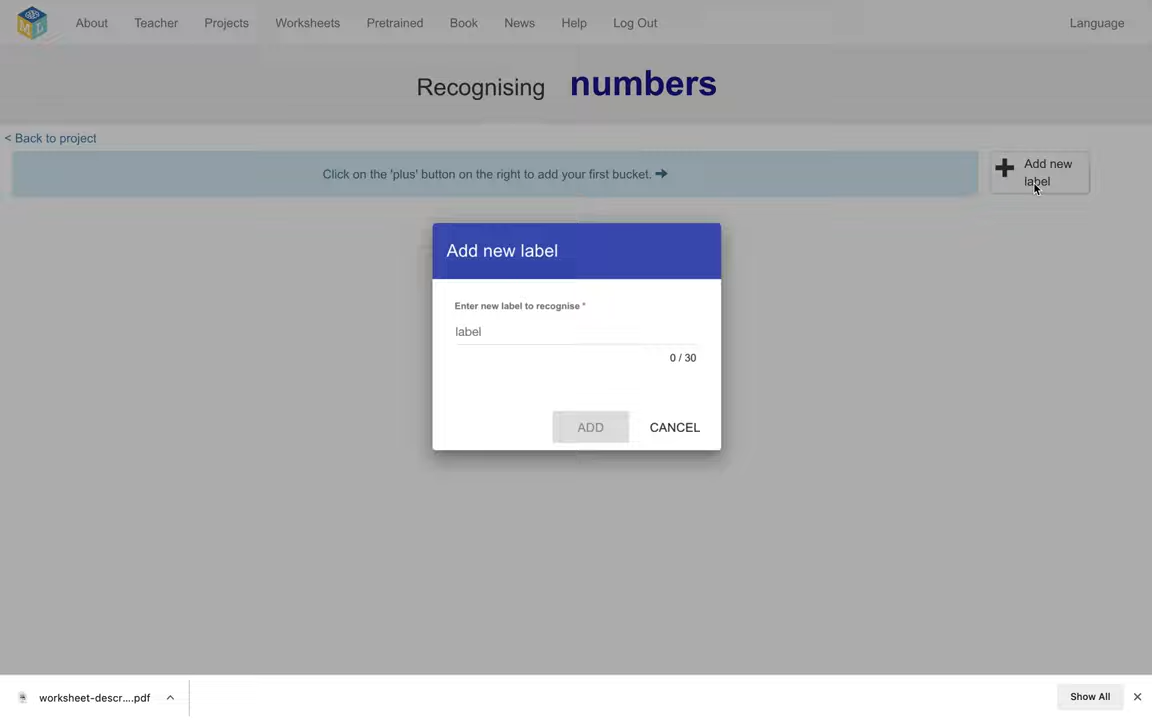 About Teacher Projects Worksheets Pretrained Book News Help Log Out Language
Recognising numbers
< Back to project
Click on the 'plus' button on the right to add your first bucket.
Add new
label
Add new label
Enter new label to recognise *
label
0 / 30
ADD CANCEL
worksheet-descr....pdf Show All